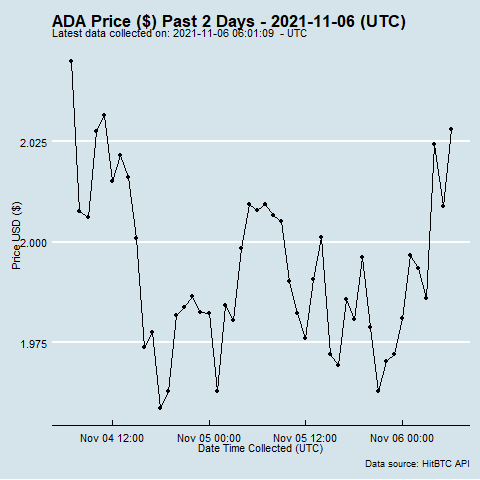 ADA Price ($) Past 2 Days - 2021-11-06 (UTC)
Latest data collected on: 2021-11-06 06:01:09  - UTC
2.025
2.000
1.975
Price USD ($)
Nov 04 12:00
Nov 05 00:00
Nov 05 12:00
Nov 06 00:00
Date Time Collected (UTC)
Data source: HitBTC API